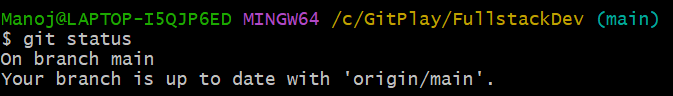 Manoj@LAPTOP-I5QJP6ED MINGW64 /c/GitPlay/FullstackDev (main)
$ git status
On branch main
Your branch is up to date with 'origin/main'.